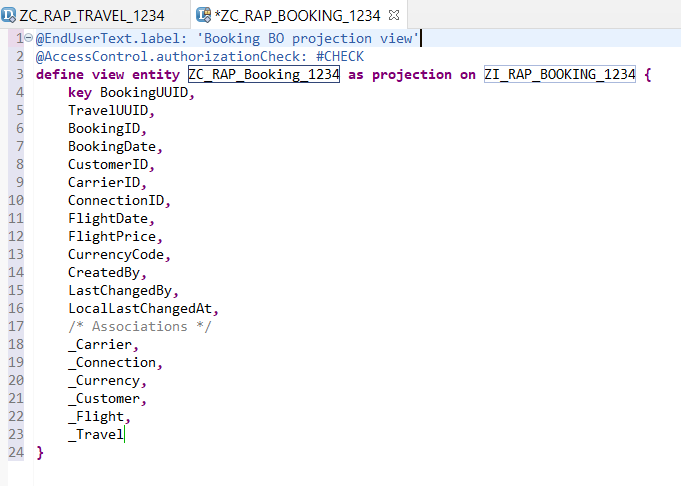 ZC_RAP_TRAVEL_1234 *ZC_RAP_BOOKING_1234
1 @EndUserText.label: 'Booking BO projection view'
2 @AccessControl.authorizationCheck: #CHECK
3 define view entity ZC_RAP_Booking_1234 as projection on ZI_RAP_BOOKING_1234 {
4 key BookingUUID,
5 TravelUUID,
6 BookingID,
7 BookingDate,
8 CustomerID,
9 CarrierID,
10 ConnectionID,
11 FlightDate,
12 FlightPrice,
13 CurrencyCode,
14 CreatedBy,
15 LastChangedBy,
16 LocalLastChangedAt,
17 /* Associations */
18 _Carrier,
19 _Connection,
20 _Currency,
21 _Customer,
22 _Flight,
23 _Travel
24 }